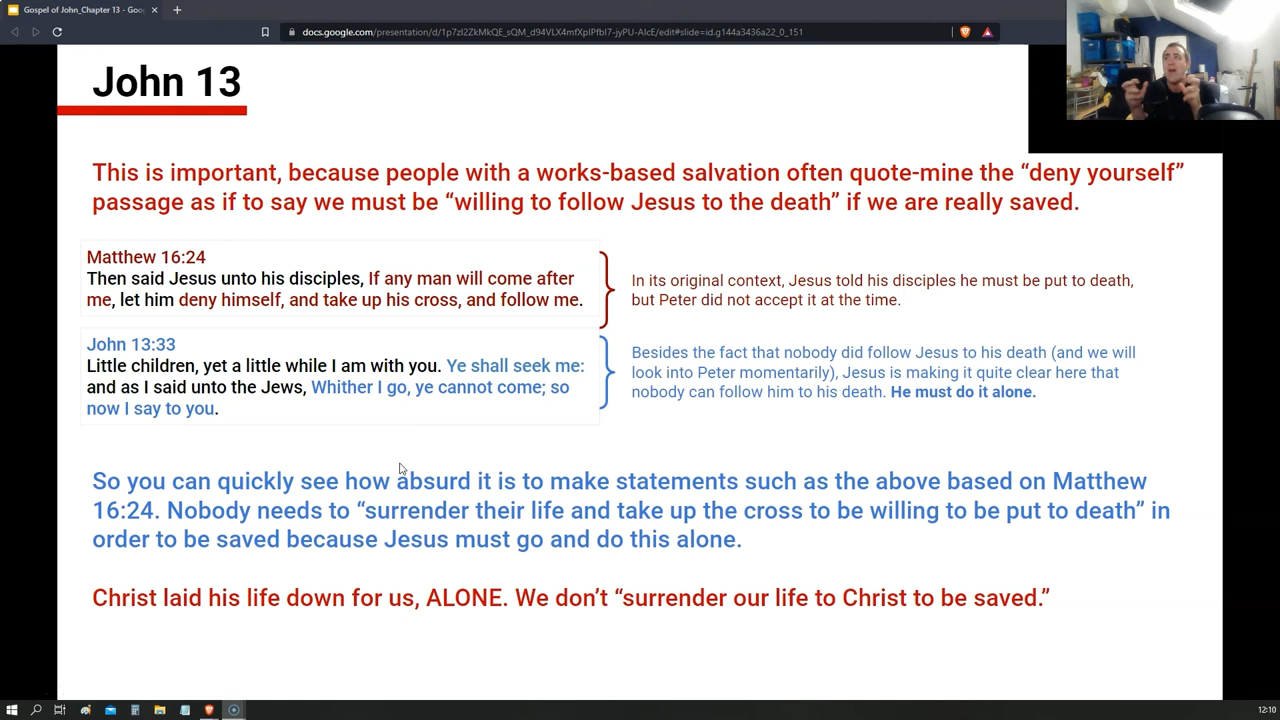 Gospel of John_Chapter 13 - Goo
docs.google.com/presentation/d/1p7zI2ZkMkQE_sQM_d94VLX4mfXpIPfbI7-jyPU-AIcE/edit#slide=id.g144a3436a22_0_151
John 13
This is important, because people with a works-based salvation often quote-mine the “deny yourself”
passage as if to say we must be “willing to follow Jesus to the death” if we are really saved.
Matthew 16:24
Then said Jesus unto his disciples, If any man will come after
me, let him deny himself, and take up his cross, and follow me.
In its original context, Jesus told his disciples he must be put to death,
but Peter did not accept it at the time.
John 13:33
Little children, yet a little while I am with you. Ye shall seek me:
and as I said unto the Jews, Whither I go, ye cannot come; so
now I say to you.
Besides the fact that nobody did follow Jesus to his death (and we will
look into Peter momentarily), Jesus is making it quite clear here that
nobody can follow him to his death. He must do it alone.
So you can quickly see how absurd it is to make statements such as the above based on Matthew
16:24. Nobody needs to “surrender their life and take up the cross to be willing to be put to death” in
order to be saved because Jesus must go and do this alone.
Christ laid his life down for us, ALONE. We don’t “surrender our life to Christ to be saved.”
12:10